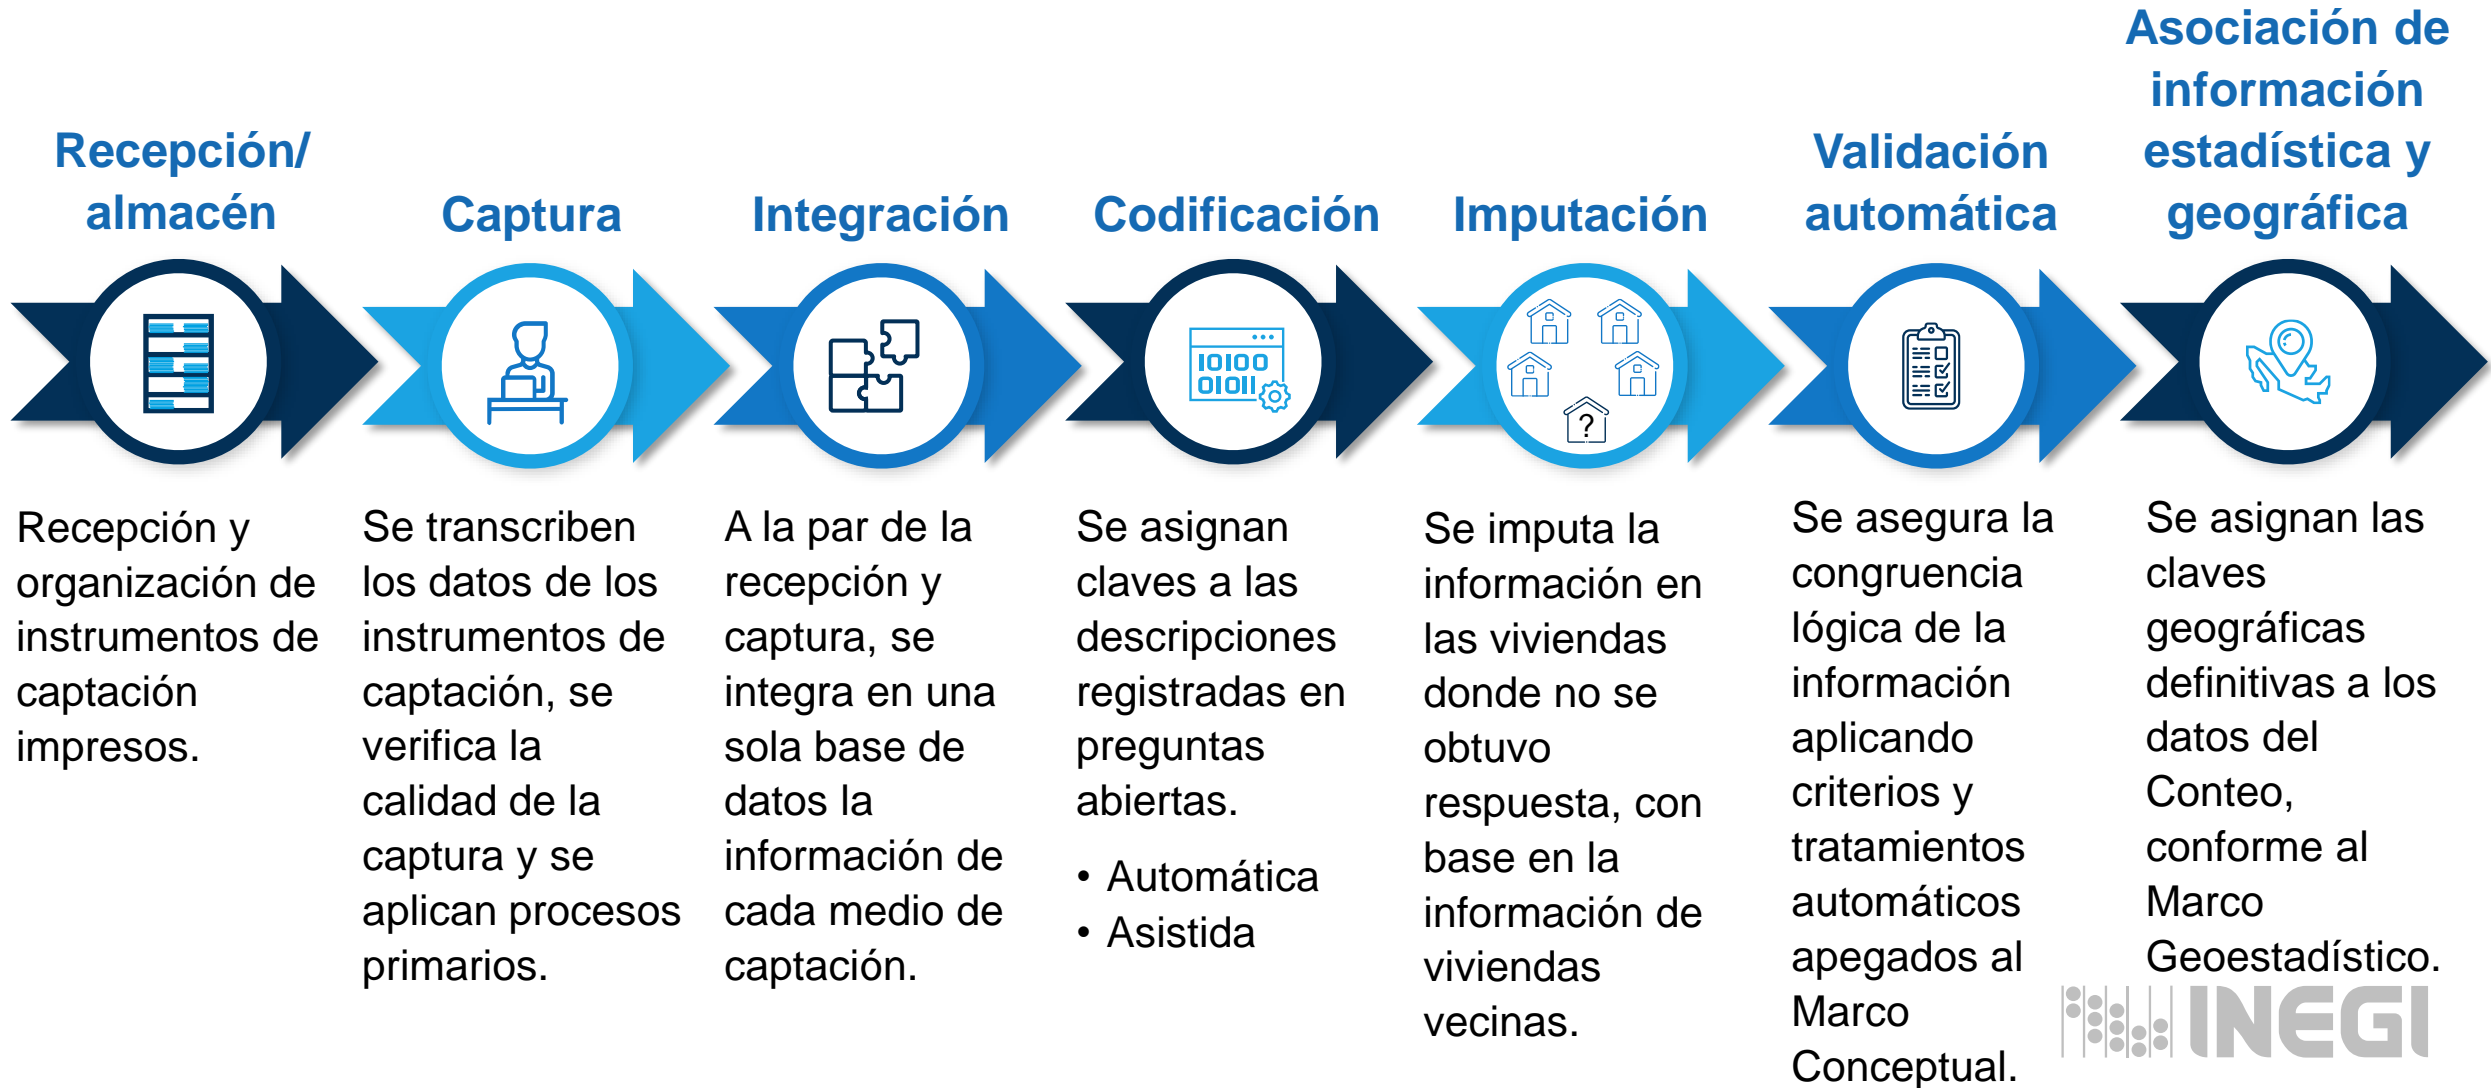 Recepción/
almacén
Captura
Integración
Codificación
Imputación
Validación
automática
Asociación de
información
estadística y
geográfica
10100
01011
?
Recepción y
organización de
instrumentos de
captación
impresos.
Se transcriben
los datos de los
instrumentos de
captación, se
verifica la
calidad de la
captura y se
aplican procesos
primarios.
A la par de la
recepción y
captura, se
integra en una
sola base de
datos la
información de
cada medio de
captación.
Se asignan
claves a las
descripciones
registradas en
preguntas
abiertas.
• Automática
• Asistida
Se imputa la
información en
las viviendas
donde no se
obtuvo
respuesta, con
base en la
información de
viviendas
vecinas.
Se asegura la
congruencia
lógica de la
información
aplicando
criterios y
tratamientos
automáticos
apegados al
Marco
Conceptual.
Se asignan las
claves
geográficas
definitivas a los
datos del
Conteo,
conforme al
Marco
Geoestadístico.
INEGI